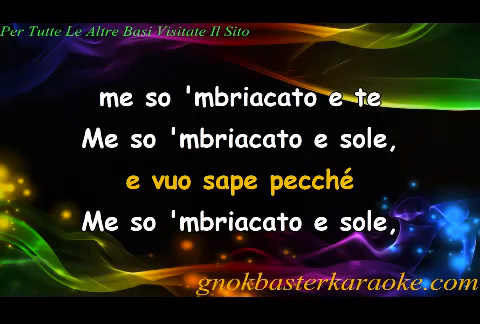 Per Tutte Le Altre Basi Visitate Il Sito
me so 'mbriacato e te
Me so 'mbriacato e sole,
e vuo sape pecché
Me so 'mbriacato e sole,
gnokbasterkaraoke.com